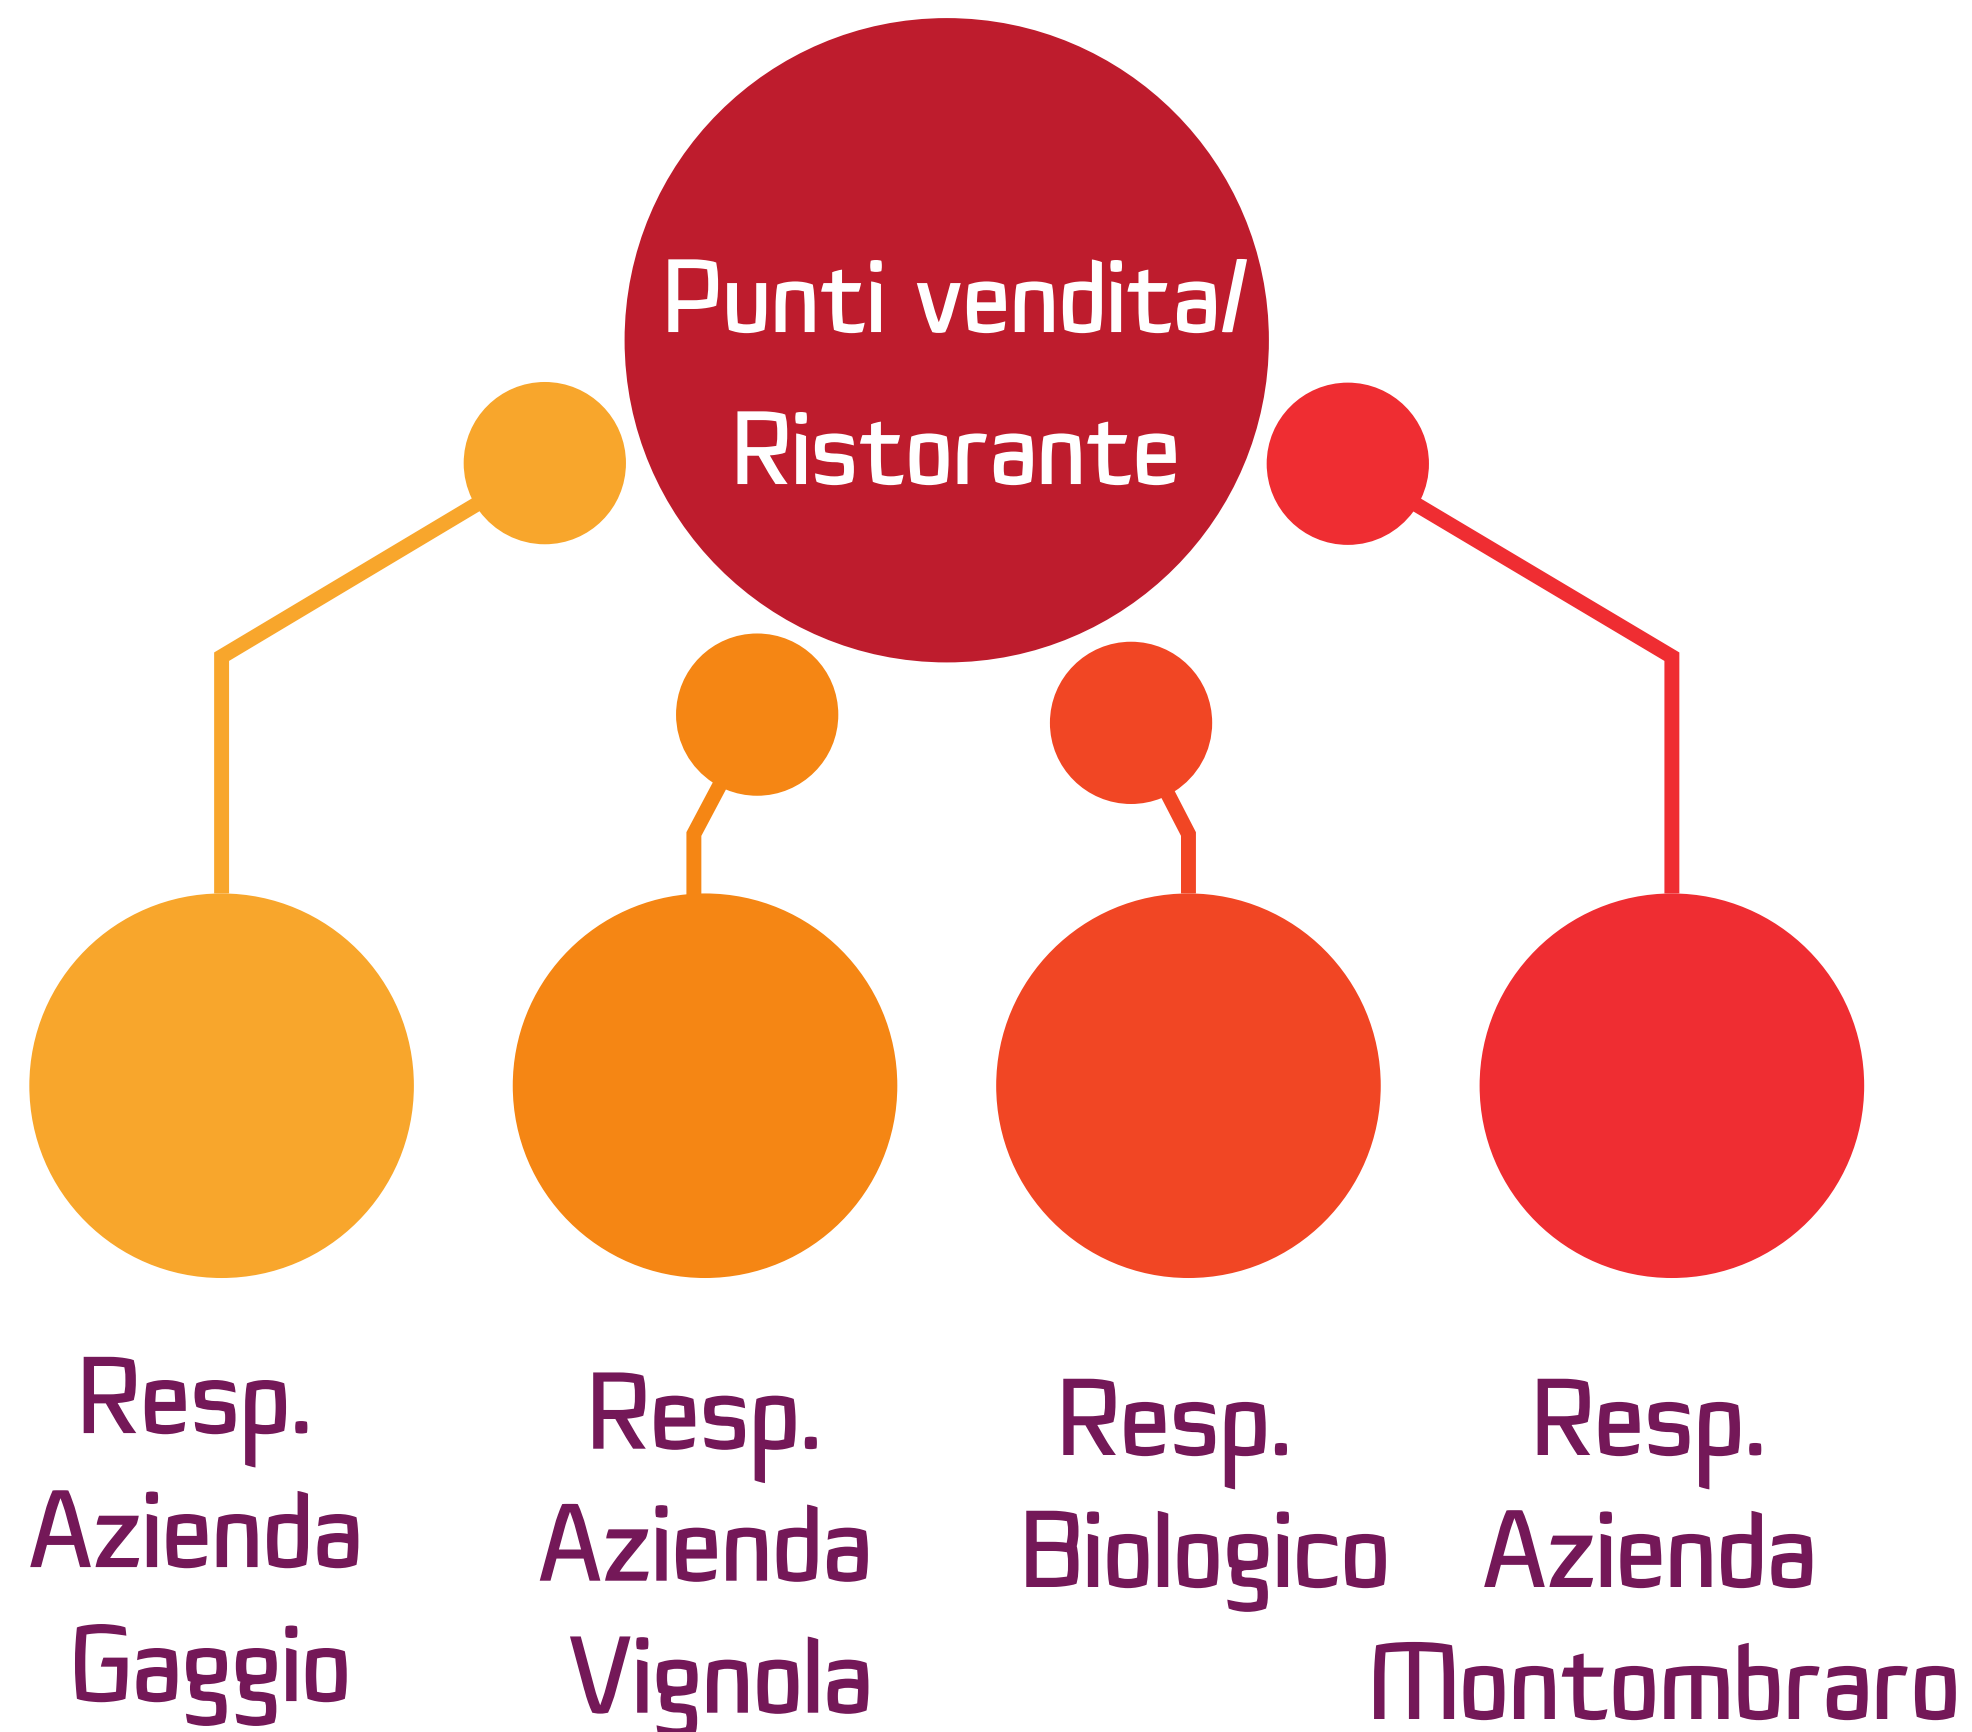 Punti vendita/
Ristorante
Resp.
Azienda
Gaggio
Resp.
Azienda
Vignola
Resp.
Biologico
Resp.
Azienda
Montombraro